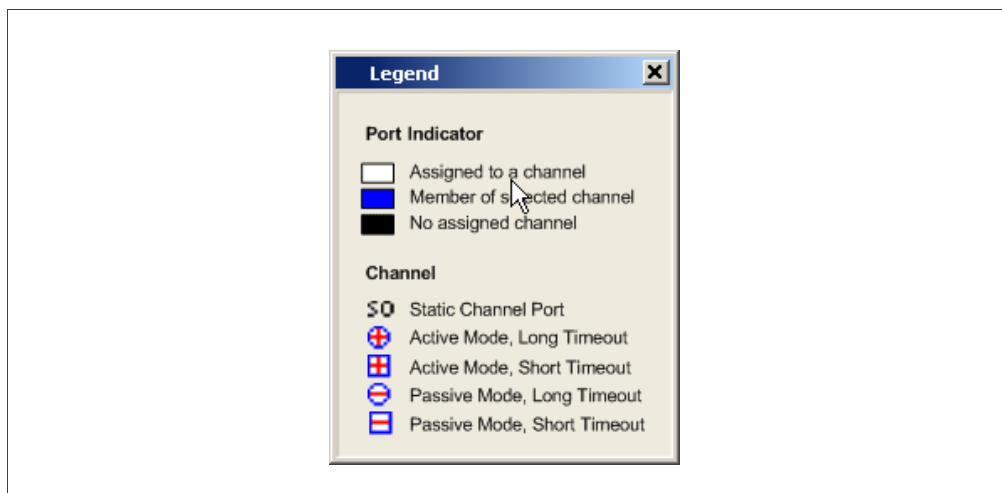 Legend
Port Indicator
Assigned to a channel
Member of selected channel
No assigned channel
Channel
SO Static Channel Port
Active Mode, Long Timeout
Active Mode, Short Timeout
Passive Mode, Long Timeout
Passive Mode, Short Timeout